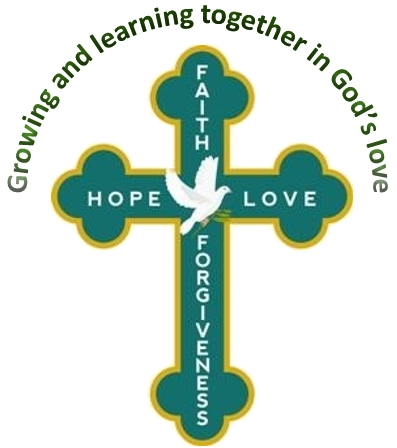 Growing and learning together in God's love
FAITH
HOPE LOVE
FORGIVENESS